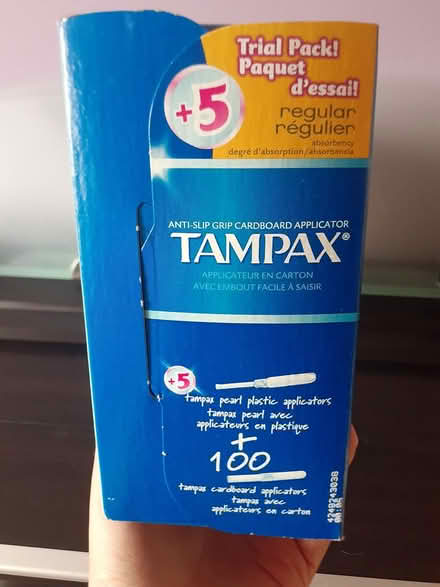 Trial Pack!
Paquet
d'essai!
+5
regular
régulier
absorbency
degré d'absorption/absorbencia
ANTI-SLIP GRIP CARDBOARD APPLICATOR
TAMPAX®
APPLICATEUR EN CARTON
AVEC EMBOUT FACILE À SAISIR
+5
tampax pearl plastic applicators
tampax pearl avec
applicateurs en plastique
+
100
tampax cardboard applicators
tampax avec
applicateurs en carton